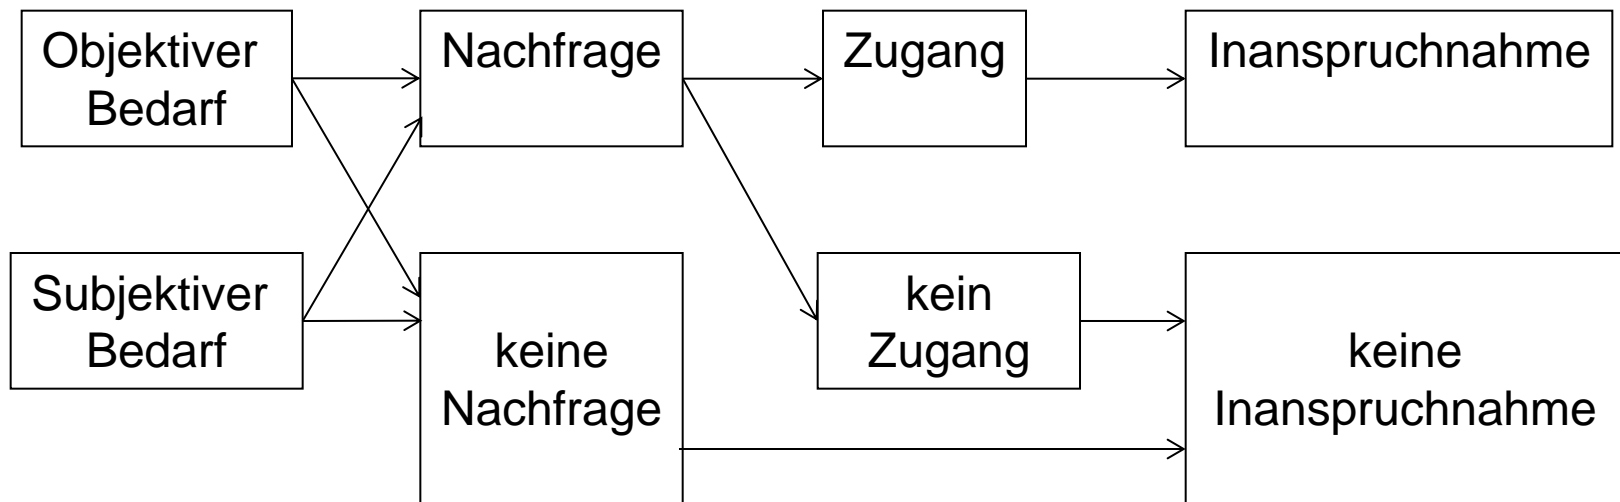 Objektiver
Bedarf
Nachfrage
Zugang
Inanspruchnahme
Subjektiver
Bedarf
keine
Nachfrage
kein
Zugang
keine
Inanspruchnahme